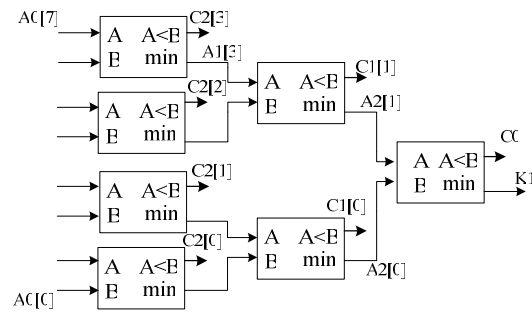 A0[7]
C2[3]
A A<B
B min
A1[3]
C2[2]
A A<B
B min
C1[1]
A A<B
B min
A2[1]
C2[1]
A A<B
B min
C0
A A<B
B min
K1
C1[0]
C2[0]
A A<B
B min
A A<B
B min
A2[0]
A0[0]